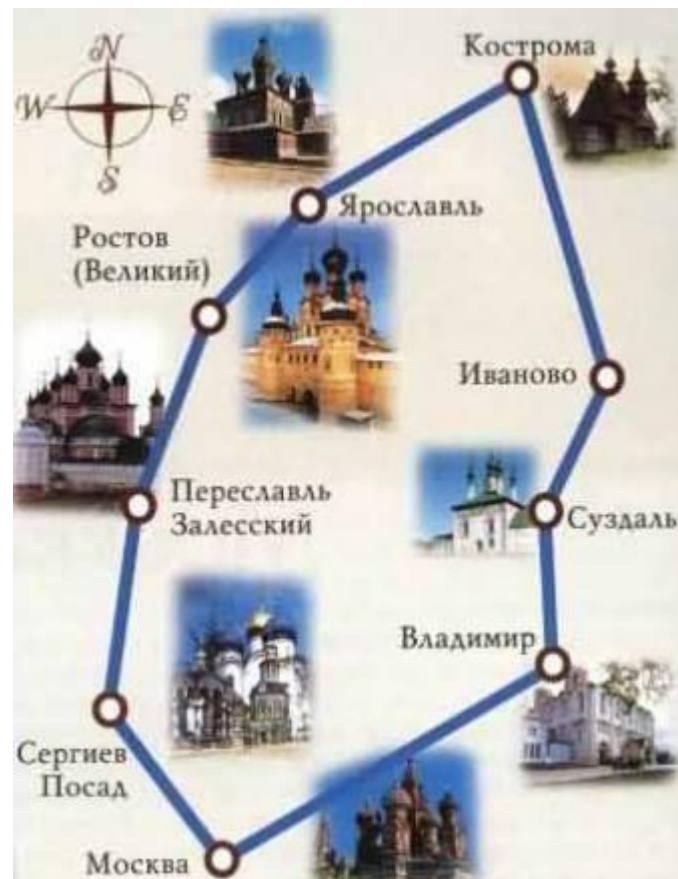 N
W E
S
Кострома
Ярославль
Ростов
(Великий)
Иваново
Переславль
Залесский
Суздаль
Владимир
Сергиев
Посад
Москва